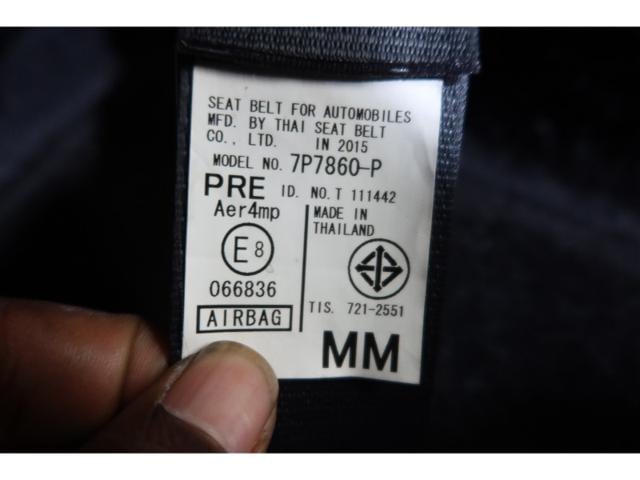 SEAT BELT FOR AUTOMOBILES
MFD. BY THAI SEAT BELT
CO., LTD. IN 2015
MODEL NO. 7P7860-P
PRE ID. NO.T 111442
Aer4mp
MADE IN
THAILAND
E8
066836
TIS. 721-2551
AIRBAG
MM